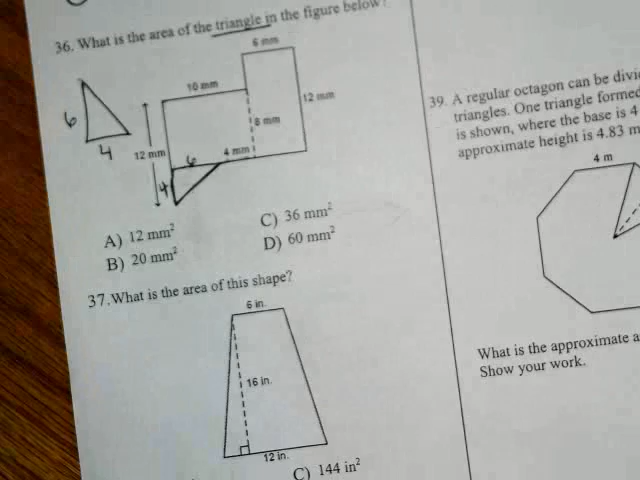 36. What is the area of the triangle in the figure below?
6 mm
10 mm
12 mm
8 mm
12 mm
4 mm
6
4
6
4
A) 12 mm²
B) 20 mm²
C) 36 mm²
D) 60 mm²
37. What is the area of this shape?
6 in.
16 in.
12 in.
C) 144 in²
39. A regular octagon can be
triangles. One triangle
is shown, where the base is 4
approximate height is 4.83
4 m
What is the approximate
Show your work.